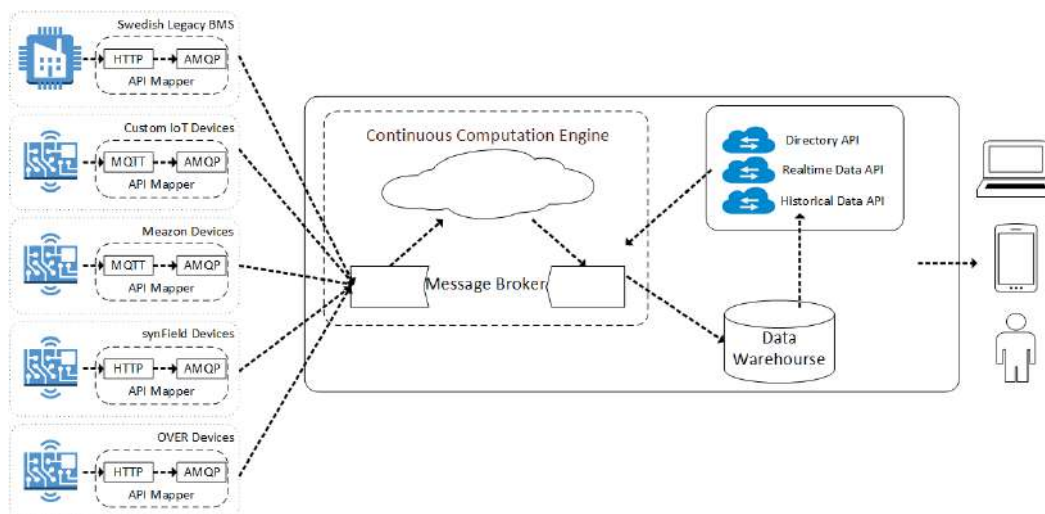 Swedish Legacy BMS
HTTP
AMQP
API Mapper
Custom IoT Devices
MQTT
AMQP
API Mapper
Meazon Devices
MQTT
AMQP
API Mapper
synField Devices
HTTP
AMQP
API Mapper
OVER Devices
HTTP
AMQP
API Mapper
Continuous Computation Engine
Message Broker
Directory API
Realtime Data API
Historical Data API
Data
Warehourse